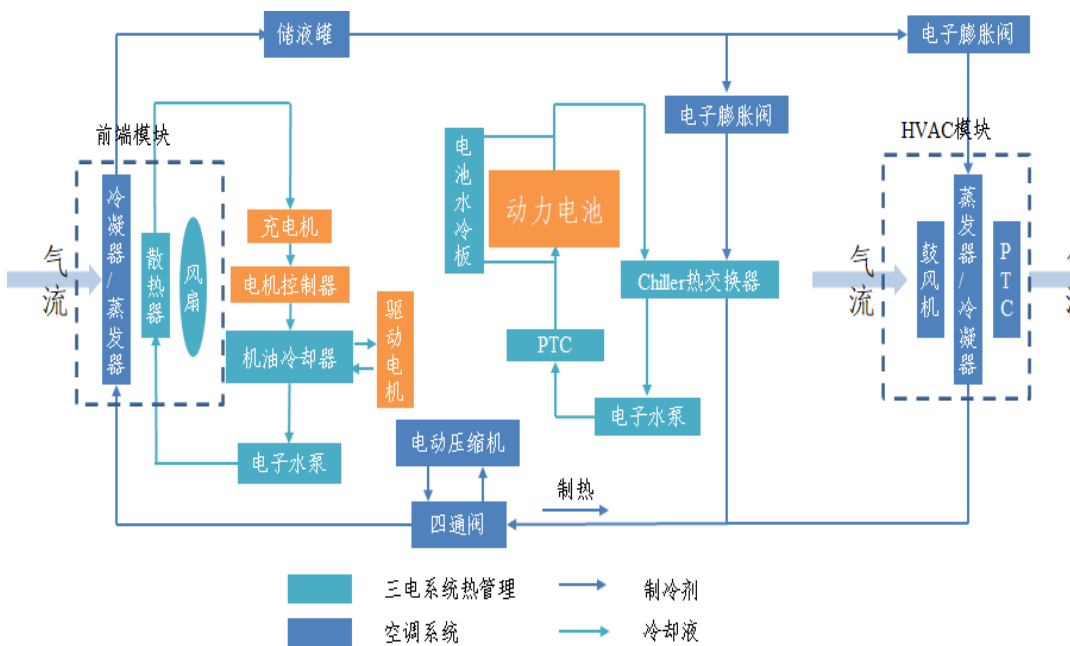 储液罐
电子膨胀阀
电子膨胀阀
前端模块
HVAC模块
气流
冷凝器/蒸发器
散热器
风扇
充电机
电机控制器
机油冷却器
驱动电机
电子水泵
电池水冷板
动力电池
Chiller热交换器
PTC
电子水泵
气流
鼓风机
蒸发器/冷凝器
PTC
电动压缩机
四通阀
制热
三电系统热管理
制冷剂
空调系统
冷却液